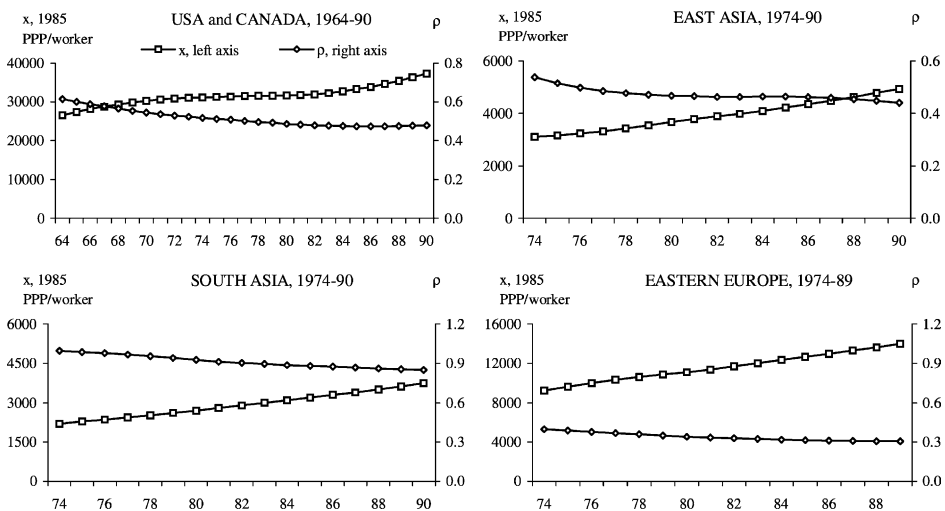 x, 1985 USA and CANADA, 1964-90 ρ
PPP/worker
x, left axis ρ, right axis
40000 0.8
30000 0.6
20000 0.4
10000 0.2
0 0.0
64 66 68 70 72 74 76 78 80 82 84 86 88 90
x, 1985 EAST ASIA, 1974-90 ρ
PPP/worker
6000 0.6
4000 0.4
2000 0.2
0 0.0
74 76 78 80 82 84 86 88 90
x, 1985 SOUTH ASIA, 1974-90 ρ
PPP/worker
6000 1.2
4500 0.9
3000 0.6
1500 0.3
0 0.0
74 76 78 80 82 84 86 88 90
x, 1985 EASTERN EUROPE, 1974-89 ρ
PPP/worker
16000 1.2
12000 0.9
8000 0.6
4000 0.3
0 0.0
74 76 78 80 82 84 86 88